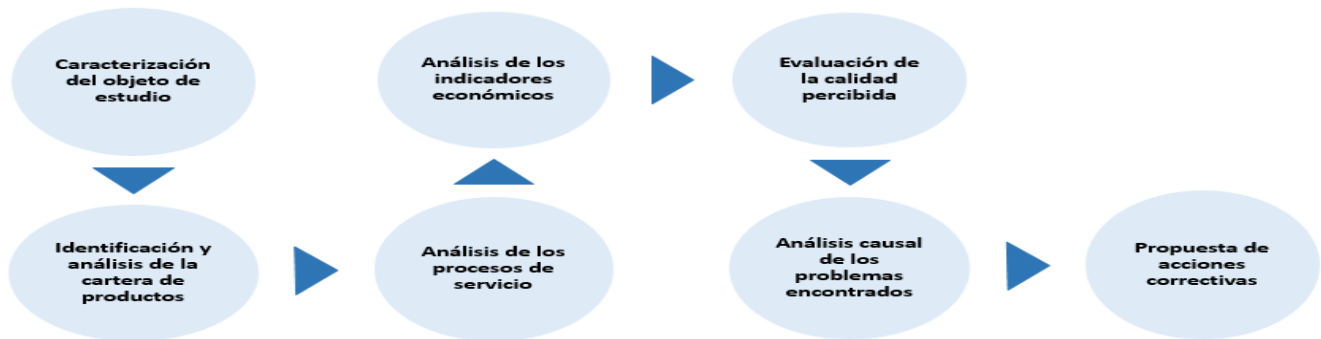 Caracterización
del objeto de
estudio
Identificación y
análisis de la
cartera de
productos
Análisis de los
procesos de
servicio
Análisis de los
indicadores
económicos
Evaluación de
la calidad
percibida
Análisis causal
de los
problemas
encontrados
Propuesta de
acciones
correctivas